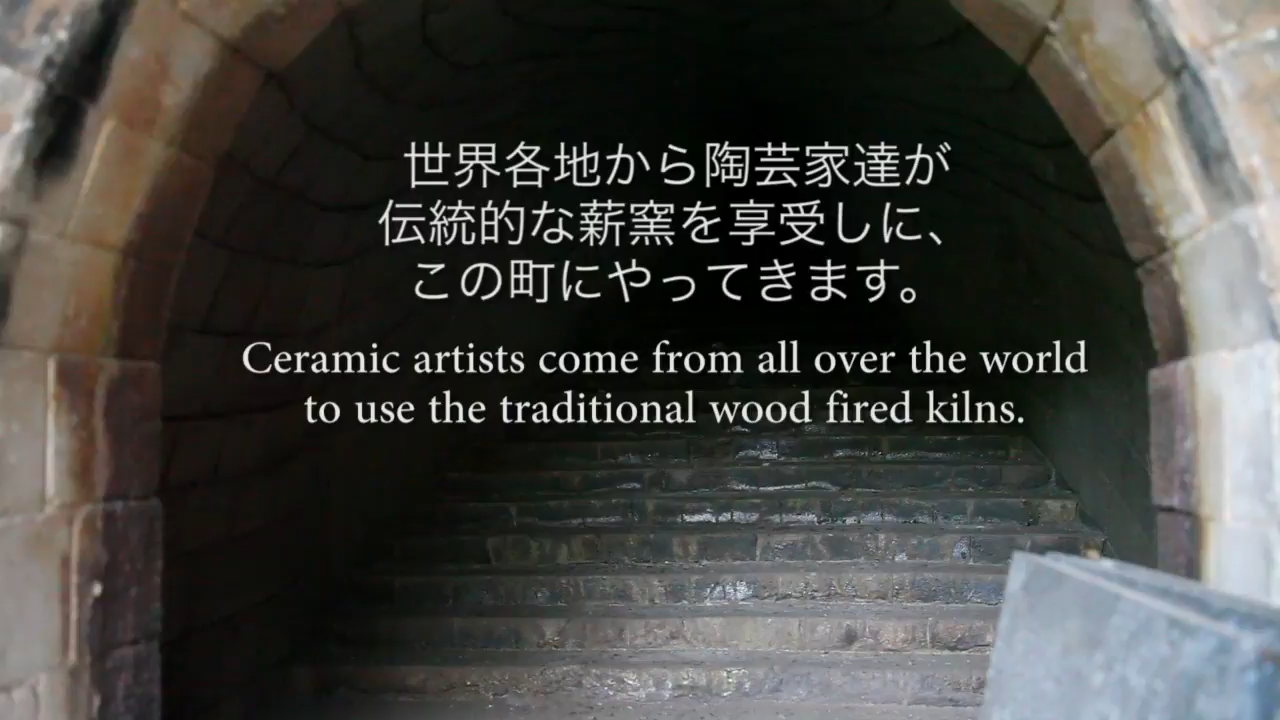 世界各地から陶芸家達が
伝統的な薪窯を享受しに、
この町にやってきます。
Ceramic artists come from all over the world
to use the traditional wood fired kilns.